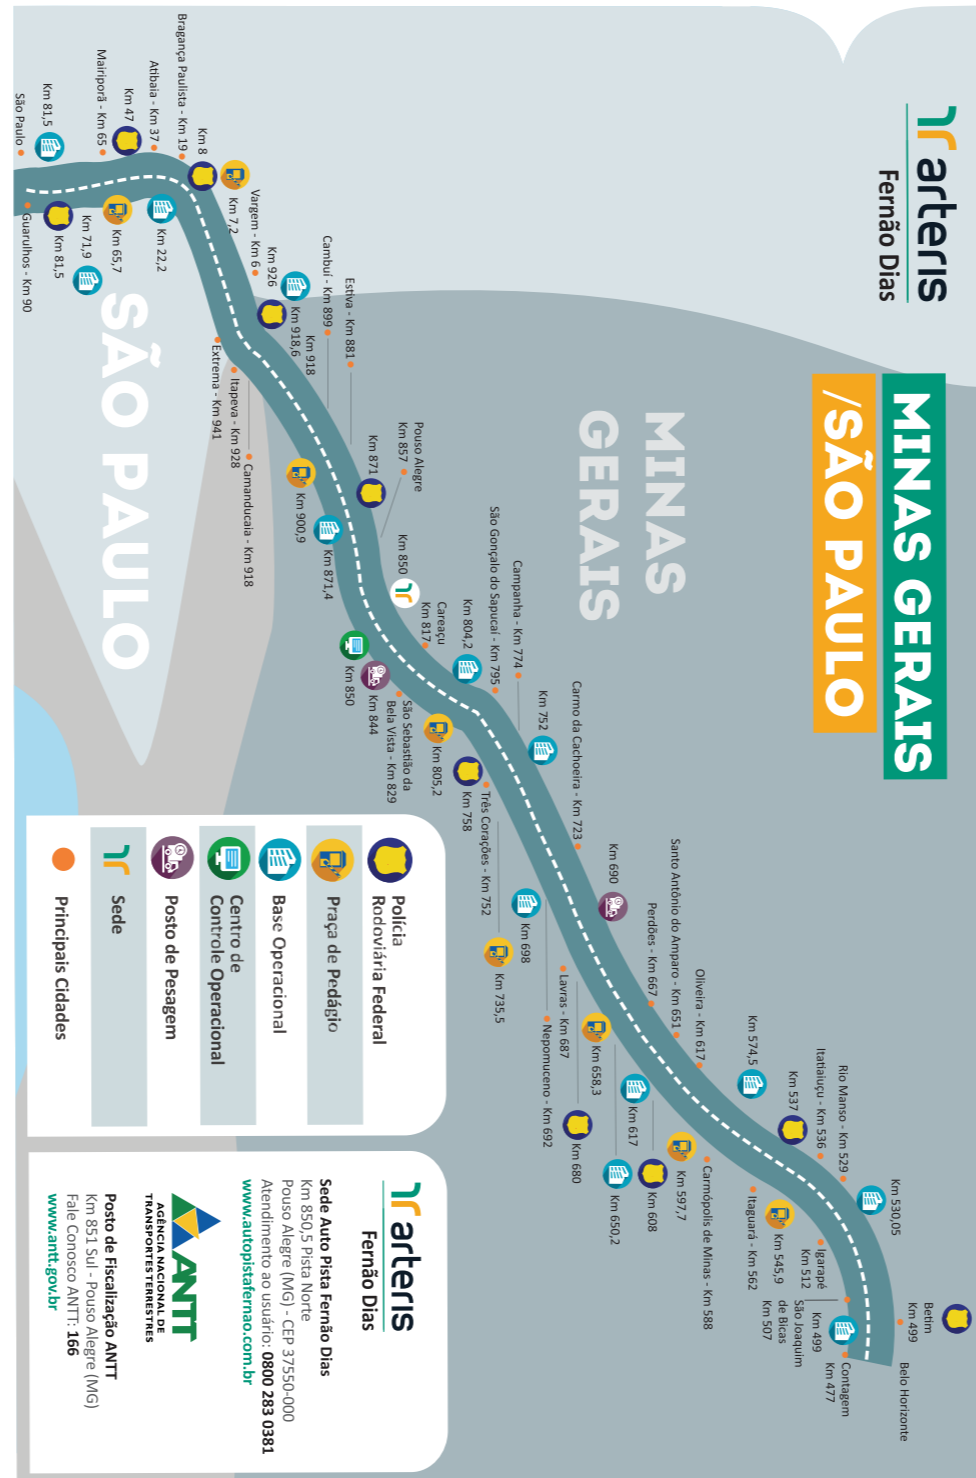 arteris
Fernão Dias
MINAS GERAIS
/SÃO PAULO
MINAS
GERAIS
SÃO PAULO
São Paulo
Km 81,5
Mairiporã - Km 65
Km 47
Atibaia - Km 37
Bragança Paulista - Km 19
Km 8
Km 7,2
Vargem - Km 6
Km 926
Km 918,6
Km 918
Cambuí - Km 899
Estiva - Km 881
Km 871
Pouso Alegre
Km 857
Km 850
Careaçu
Km 817
Km 804,2
São Gonçalo do Sapucaí - Km 795
Campanha - Km 774
Km 752
Carmo da Cachoeira - Km 723
Km 690
Perdões - Km 667
Santo Antônio do Amparo - Km 651
Oliveira - Km 617
Km 574,5
Km 537
Itatiaiuçu - Km 536
Rio Manso - Km 529
Km 530,05
Betim
Km 499
Belo Horizonte
Guarulhos - Km 90
Km 81,5
Km 71,9
Km 65,7
Km 22,2
Extrema - Km 941
Itapeva - Km 928
Camanducaia - Km 918
Km 900,9
Km 871,4
Km 850
Km 844
São Sebastião da
Bela Vista - Km 829
Km 805,2
Km 758
Três Corações - Km 752
Km 735,5
Km 698
Nepomuceno - Km 692
Lavras - Km 687
Km 680
Km 658,3
Km 650,2
Km 617
Km 608
Km 597,7
Carmópolis de Minas - Km 588
Itaguará - Km 562
Km 545,9
Igarapé
Km 512
São Joaquim
de Bicas
Km 507
Km 499
Contagem
Km 477
Polícia
Rodoviária Federal
Praça de Pedágio
Base Operacional
Centro de
Controle Operacional
Posto de Pesagem
Sede
Principais Cidades
arteris
Fernão Dias
Sede Auto Pista Fernão Dias
Km 850,5 Pista Norte
Pouso Alegre (MG) - CEP 37550-000
Atendimento ao usuário: 0800 283 0381
www.autopistafernao.com.br
ANTT
AGÊNCIA NACIONAL DE
TRANSPORTES TERRESTRES
Posto de Fiscalização ANTT
Km 851 Sul - Pouso Alegre (MG)
Fale Conosco ANTT: 166
www.antt.gov.br